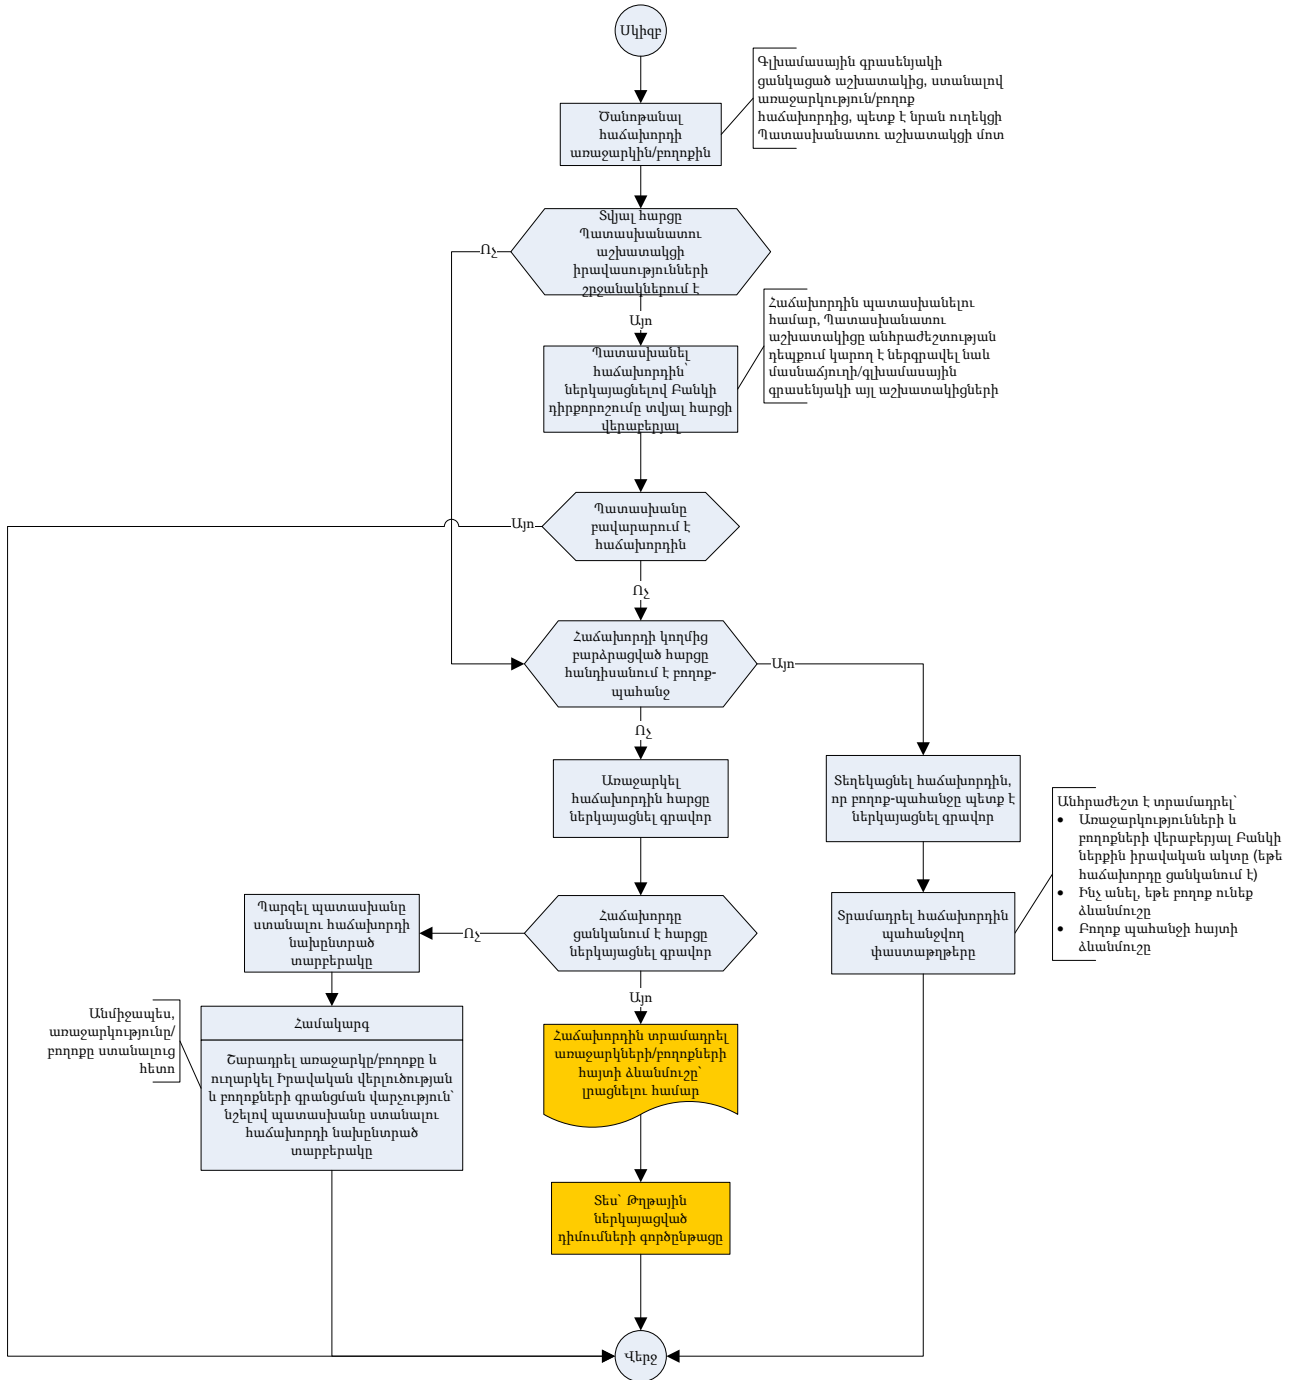 Սկիզբ
Գլխամասային գրասենյակի
ցանկացած աշխատակից, ստանալով
առաջարկություն/բողոք
հաճախորդից, պետք է նրան ուղեկցի
Պատասխանատու աշխատակցի մոտ
Ծանոթանալ
հաճախորդի
առաջարկին/բողոքին
Տվյալ հարցը
Պատասխանատու
աշխատակցի
իրավասությունների
շրջանակներում է
Ոչ
Այո
Հաճախորդին պատասխանելու
համար, Պատասխանատու
աշխատակիցը անհրաժեշտության
դեպքում կարող է ներգրավել նաև
մասնաճյուղի/գլխամասային
գրասենյակի այլ աշխատակիցների
Պատասխանել
հաճախորդին՝
ներկայացնելով Բանկի
դիրքորոշումը տվյալ հարցի
վերաբերյալ
Պատասխանը
բավարարում է
հաճախորդին
Այո
Ոչ
Հաճախորդի կողմից
բարձրացված հարցը
հանդիսանում է բողոք-
պահանջ
Այո
Ոչ
Առաջարկել
հաճախորդին հարցը
ներկայացնել գրավոր
Տեղեկացնել հաճախորդին,
որ բողոք-պահանջը պետք է
ներկայացնել գրավոր
Անհրաժեշտ է տրամադրել՝
• Առաջարկությունների և
բողոքների վերաբերյալ Բանկի
ներքին իրավական ակտը (եթե
հաճախորդը ցանկանում է)
• Ինչ անել, եթե բողոք ունեք
ձևանմուշը
• Բողոք պահանջի հայտի
ձևանմուշը
Տրամադրել հաճախորդին
պահանջվող
փաստաթղթերը
Հաճախորդը
ցանկանում է հարցը
ներկայացնել գրավոր
Ոչ
Այո
Պարզել պատասխանը
ստանալու հաճախորդի
նախընտրած
տարբերակը
Անմիջապես,
առաջարկությունը/
բողոքը ստանալուց
հետո
Համակարգ
Շարադրել առաջարկը/բողոքը և
ուղարկել Իրավական վերլուծության
և բողոքների գրանցման վարչություն՝
նշելով պատասխանը ստանալու
հաճախորդի նախընտրած
տարբերակը
Հաճախորդին տրամադրել
առաջարկների/բողոքների
հայտի ձևանմուշը՝
լրացնելու համար
Տես՝ Թղթային
ներկայացված
դիմումների գործընթացը
Վերջ